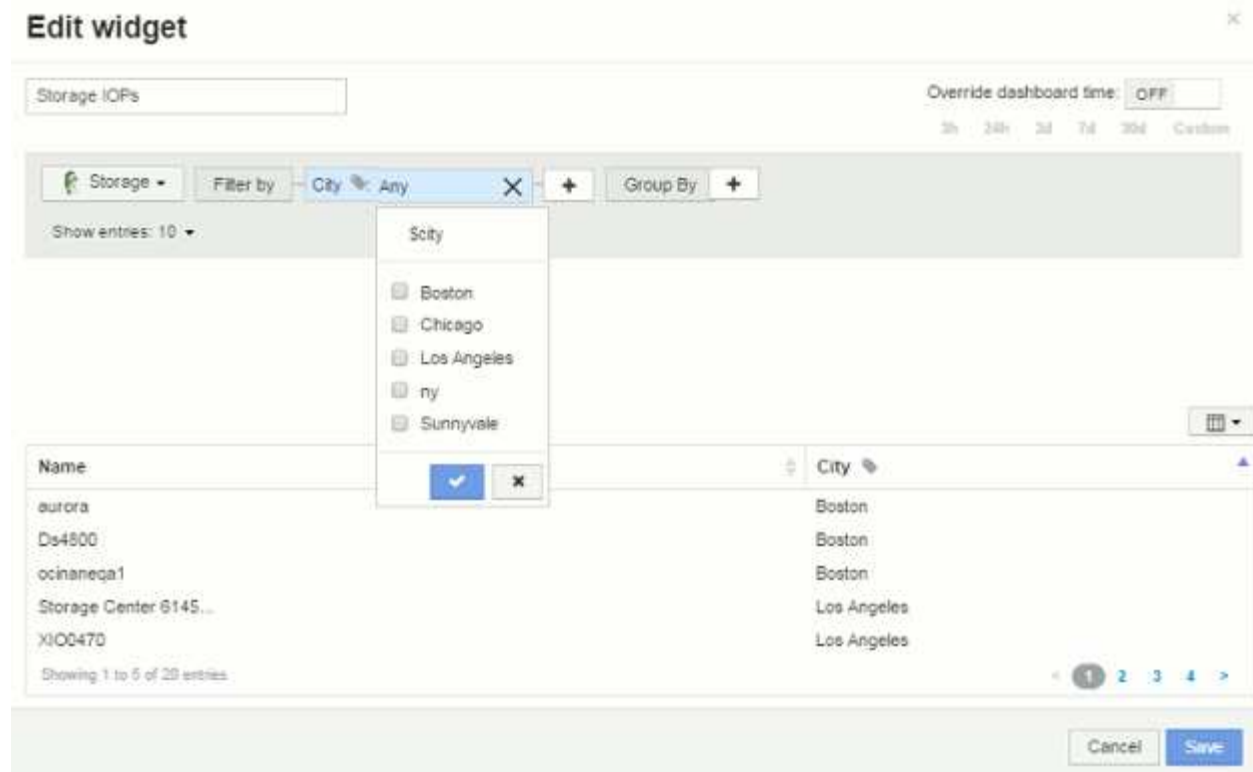 Edit widget
Storage IOPs
Override dashboard time: OFF
3h 24h 3d 7d 30d Custom
Storage Filter by City : Any Group By
Show entries: 10
$city
Boston
Chicago
Los Angeles
ny
Sunnyvale
Name City
aurora Boston
Ds4800 Boston
ocinaneqa1 Boston
Storage Center 6145... Los Angeles
XIO0470 Los Angeles
Showing 1 to 5 of 20 entries
< 1 2 3 4 >
Cancel Save